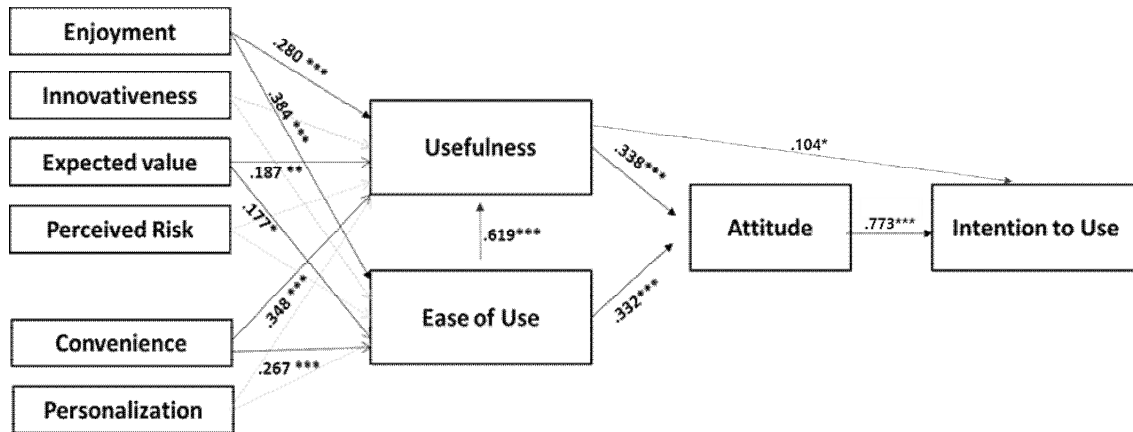 Enjoyment
.280 ***
Innovativeness
.384 ***
Usefulness
Expected value
.187 **
.104*
.338***
.177*
Perceived Risk
Attitude
.773***
Intention to Use
.619***
.348 ***
Ease of Use
.332***
Convenience
.267 ***
Personalization